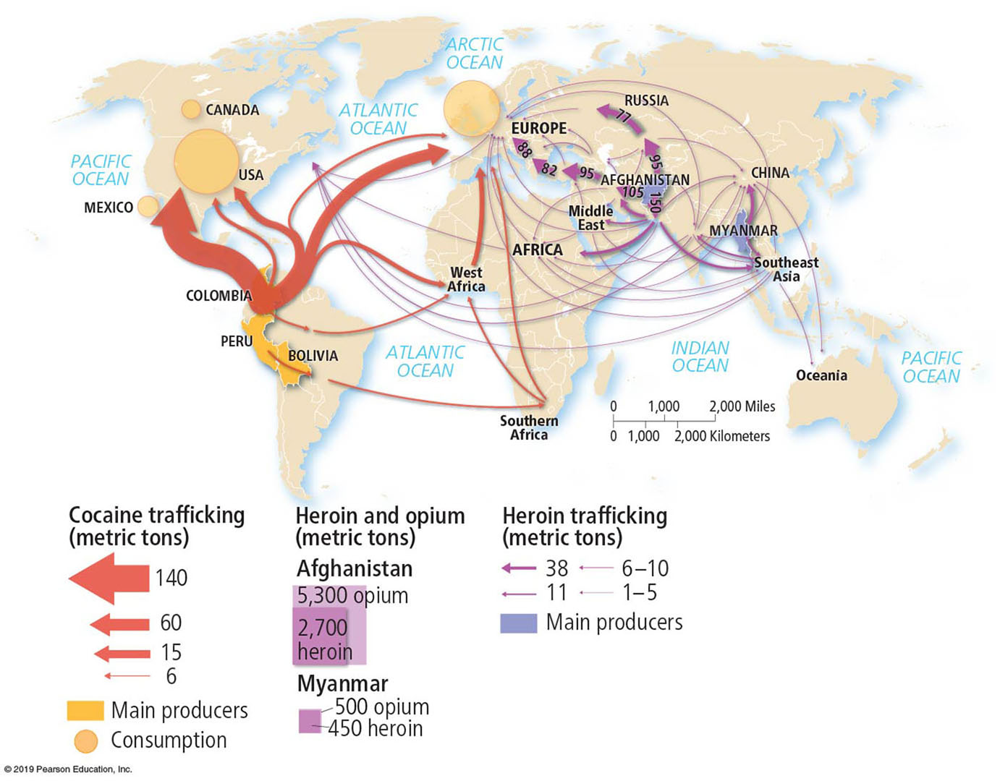 ARCTIC
OCEAN
RUSSIA
CANADA
ATLANTIC
OCEAN
77
EUROPE
88
PACIFIC
OCEAN
USA
82
95
95
AFGHANISTAN
CHINA
105
150
MEXICO
Middle
East
MYANMAR
AFRICA
Southeast
Asia
West
Africa
COLOMBIA
PERU
BOLIVIA
ATLANTIC
OCEAN
INDIAN
OCEAN
PACIFIC
OCEAN
Oceania
Southern
Africa
0 1,000 2,000 Miles
0 1,000 2,000 Kilometers
Cocaine trafficking
(metric tons)
140
60
15
6
Main producers
Consumption
Heroin and opium
(metric tons)
Afghanistan
5,300 opium
2,700
heroin
Myanmar
500 opium
450 heroin
Heroin trafficking
(metric tons)
38 6–10
11 1–5
Main producers
© 2019 Pearson Education, Inc.